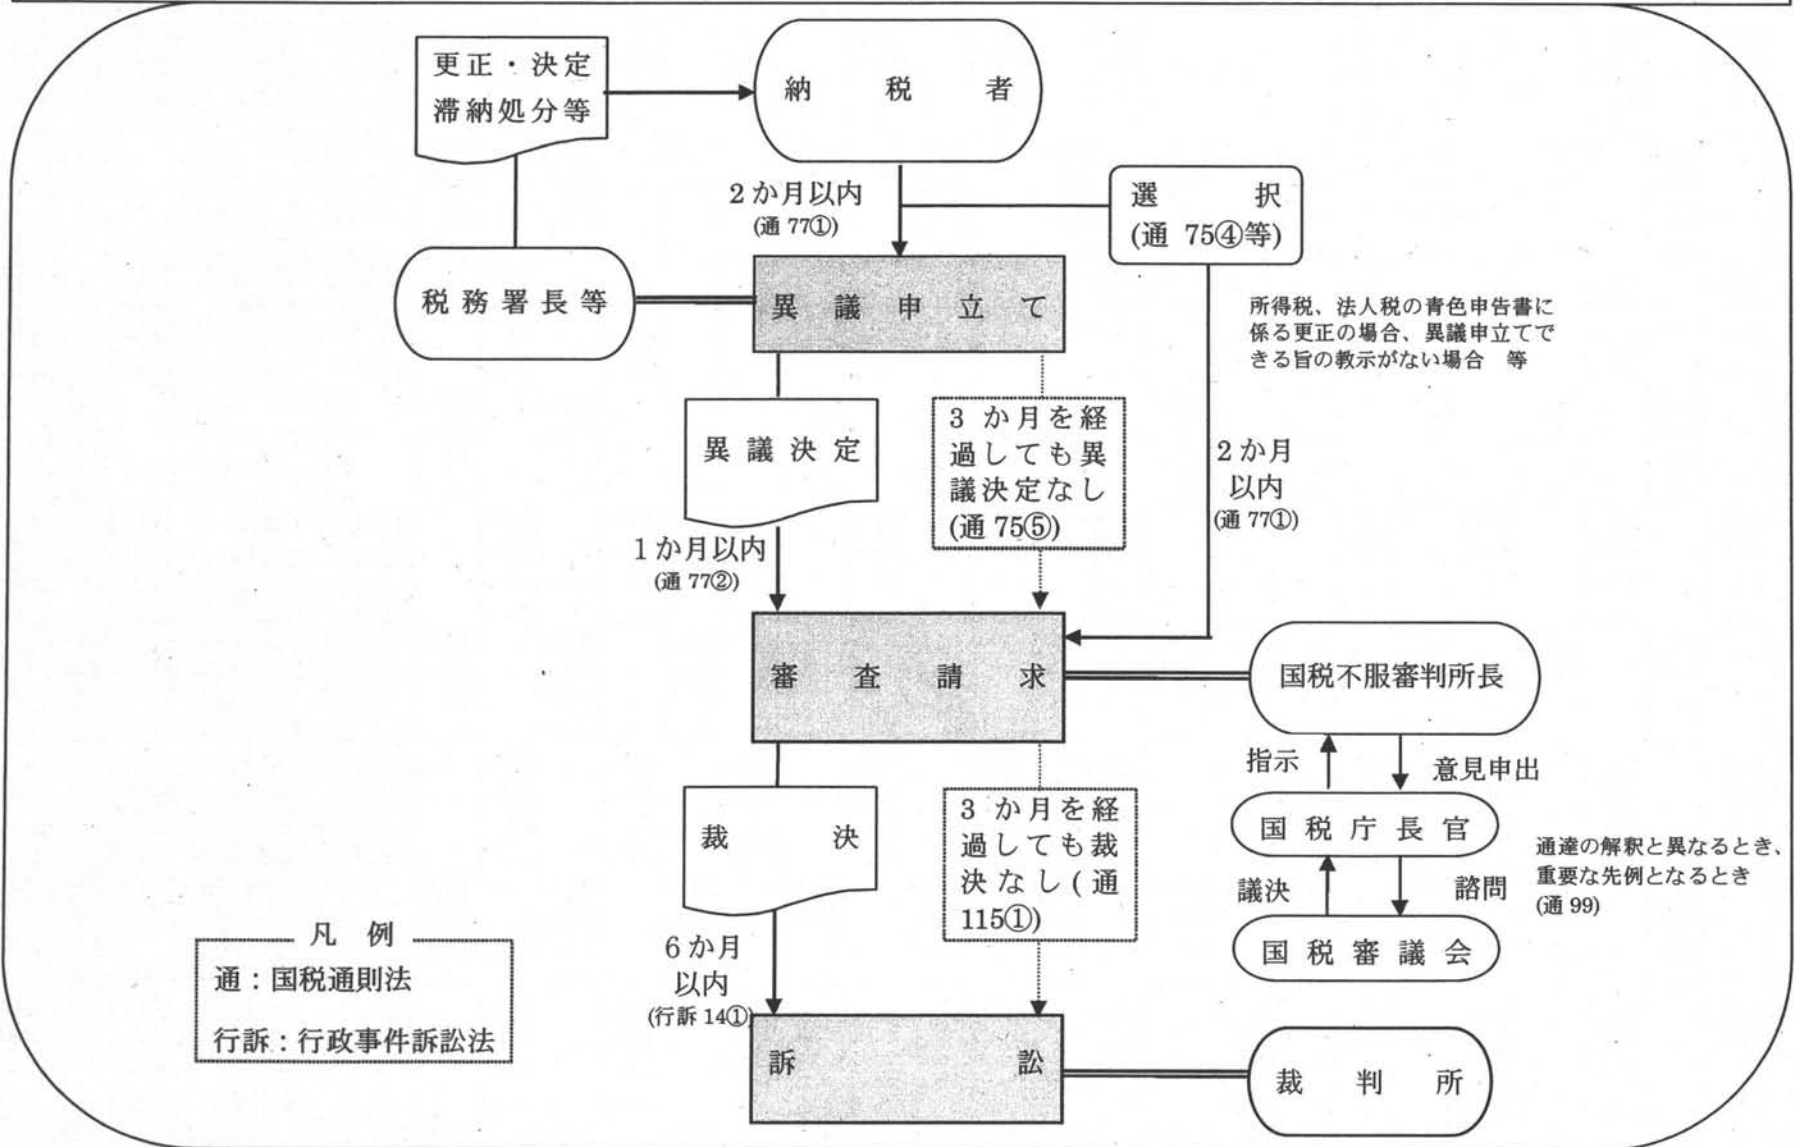 更正・決定
滞納処分等
納税者
2か月以内
(通 77①)
選択
(通 75④等)
税務署長等
異議申立て
所得税、法人税の青色申告書に
係る更正の場合、異議申立てで
きる旨の教示がない場合 等
異議決定
3 か月を経
過しても異
議決定なし
(通 75⑤)
2か月
以内
(通 77①)
1か月以内
(通 77②)
審査請求
国税不服審判所長
指示
意見申出
国税庁長官
議決
諮問
国税審議会
通達の解釈と異なるとき、
重要な先例となるとき
(通 99)
裁決
3 か月を経
過しても裁
決なし(通
115①)
6か月
以内
(行訴 14①)
凡 例
通：国税通則法
行訴：行政事件訴訟法
訴訟
裁判所